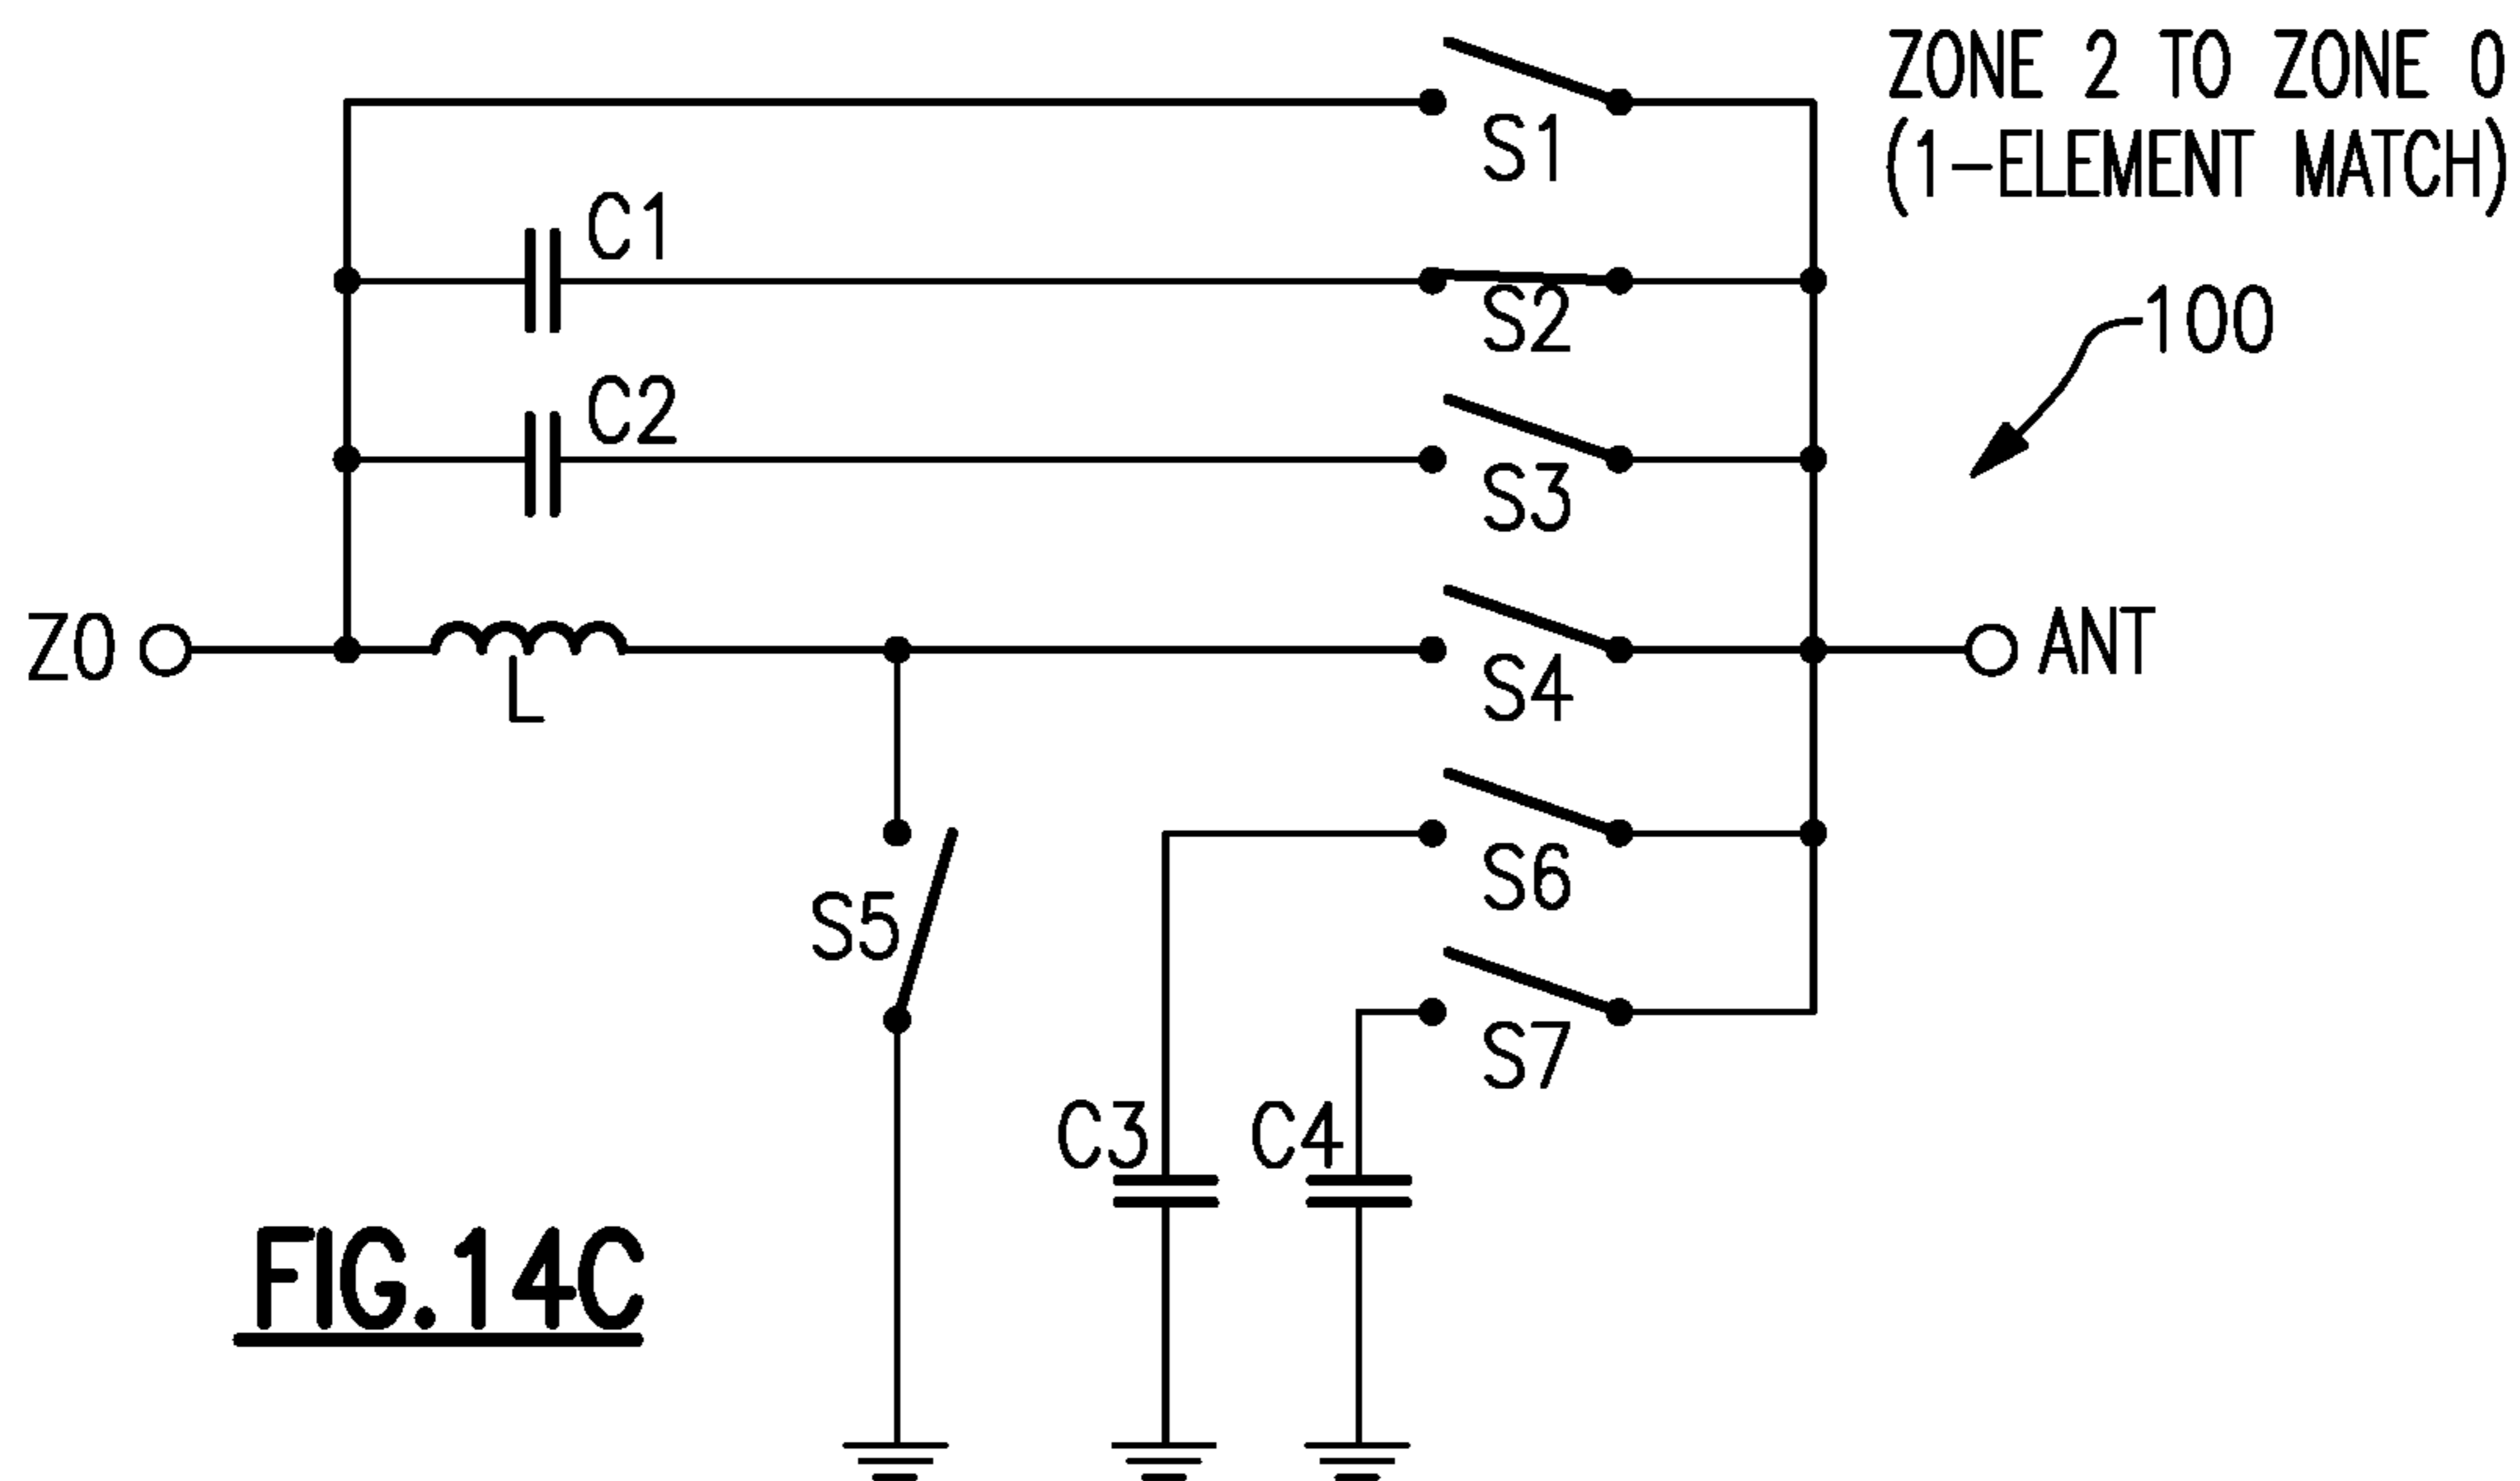 ZONE 2 TO ZONE 0
(1-ELEMENT MATCH)
S1
C1
S2
100
C2
S3
ZO
L
S4
ANT
S5
S6
S7
C3
C4
FIG.14C